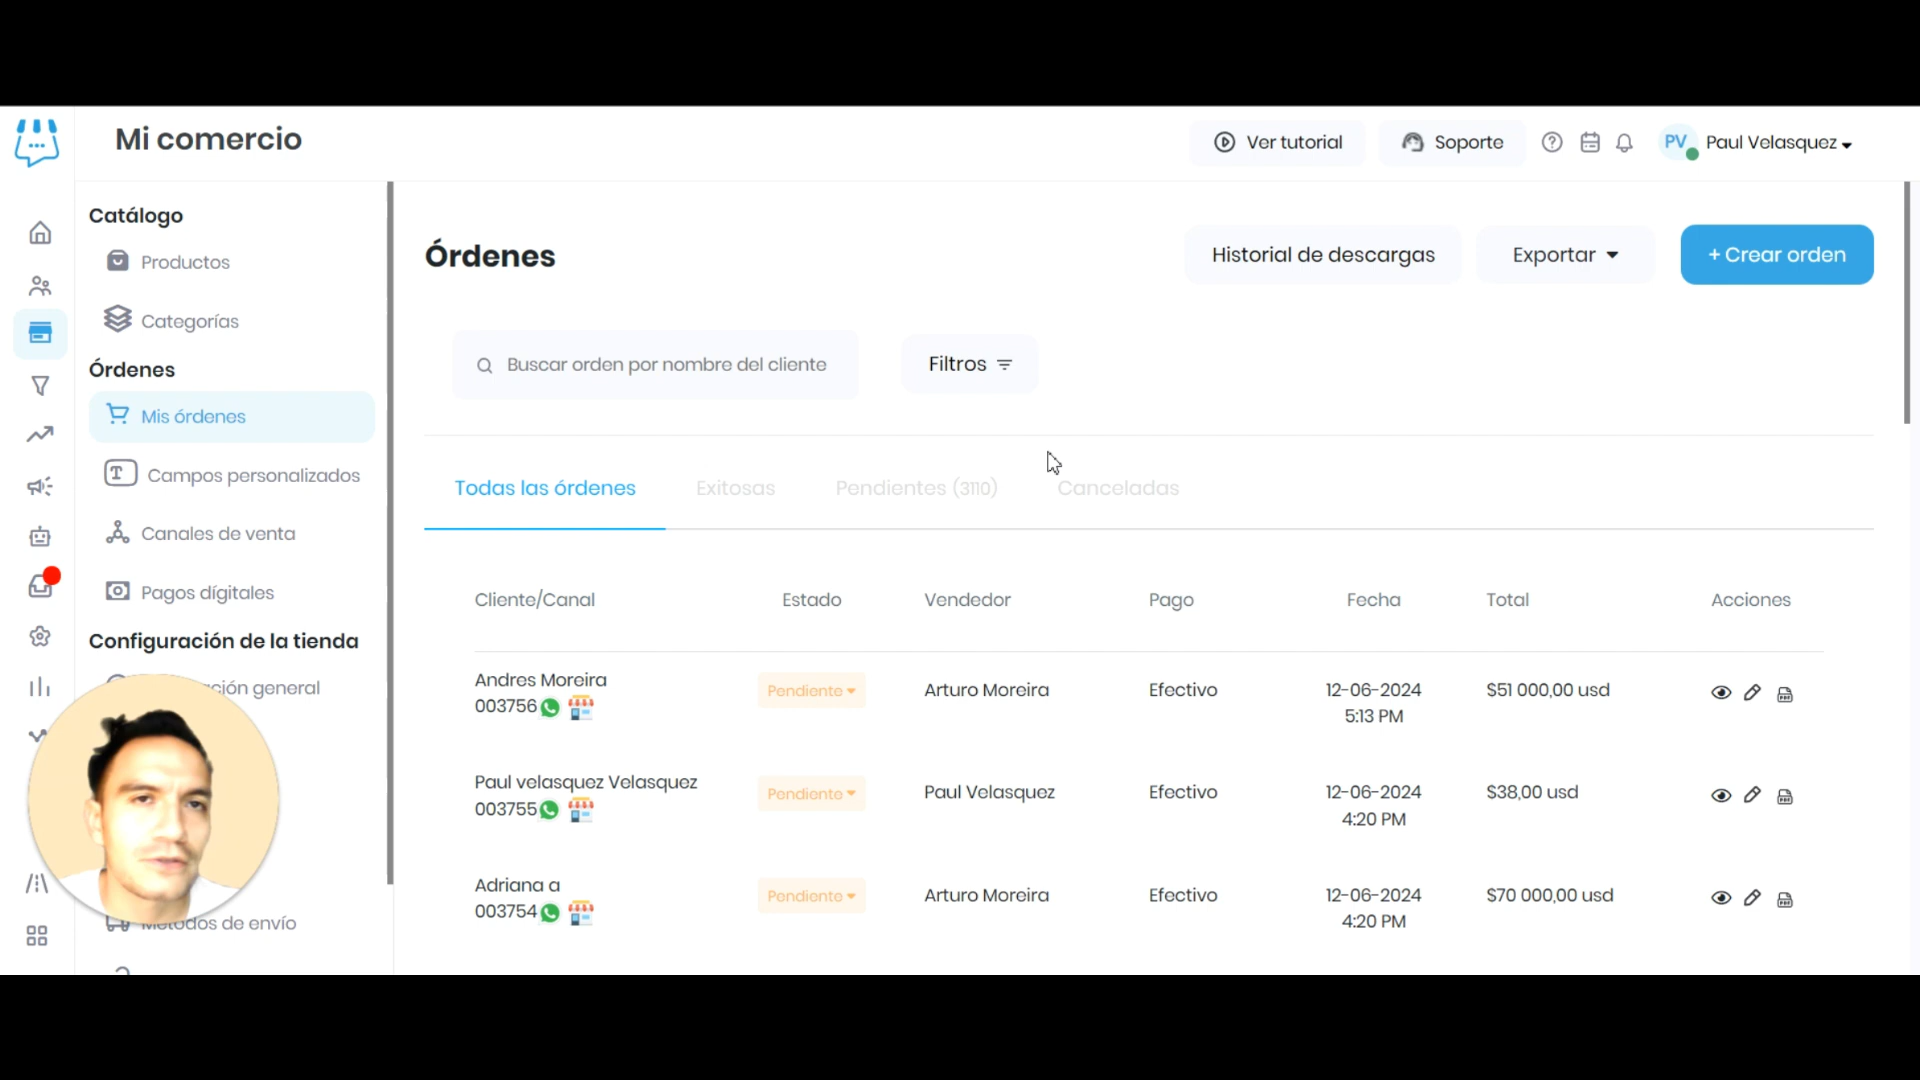 Mi comercio
Ver tutorial
Soporte
PV
Paul Velasquez
Catálogo
Productos
Categorías
Órdenes
Mis órdenes
Campos personalizados
Canales de venta
Pagos dígitales
Configuración de la tienda
ción general
Métodos de envío
Órdenes
Historial de descargas
Exportar
+ Crear orden
Buscar orden por nombre del cliente
Filtros
Todas las órdenes
Exitosas
Pendientes (3110)
Canceladas
Cliente/Canal
Estado
Vendedor
Pago
Fecha
Total
Acciones
Andres Moreira
003756
Pendiente
Arturo Moreira
Efectivo
12-06-2024
5:13 PM
$51 000,00 usd
Paul velasquez Velasquez
003755
Pendiente
Paul Velasquez
Efectivo
12-06-2024
4:20 PM
$38,00 usd
Adriana a
003754
Pendiente
Arturo Moreira
Efectivo
12-06-2024
4:20 PM
$70 000,00 usd